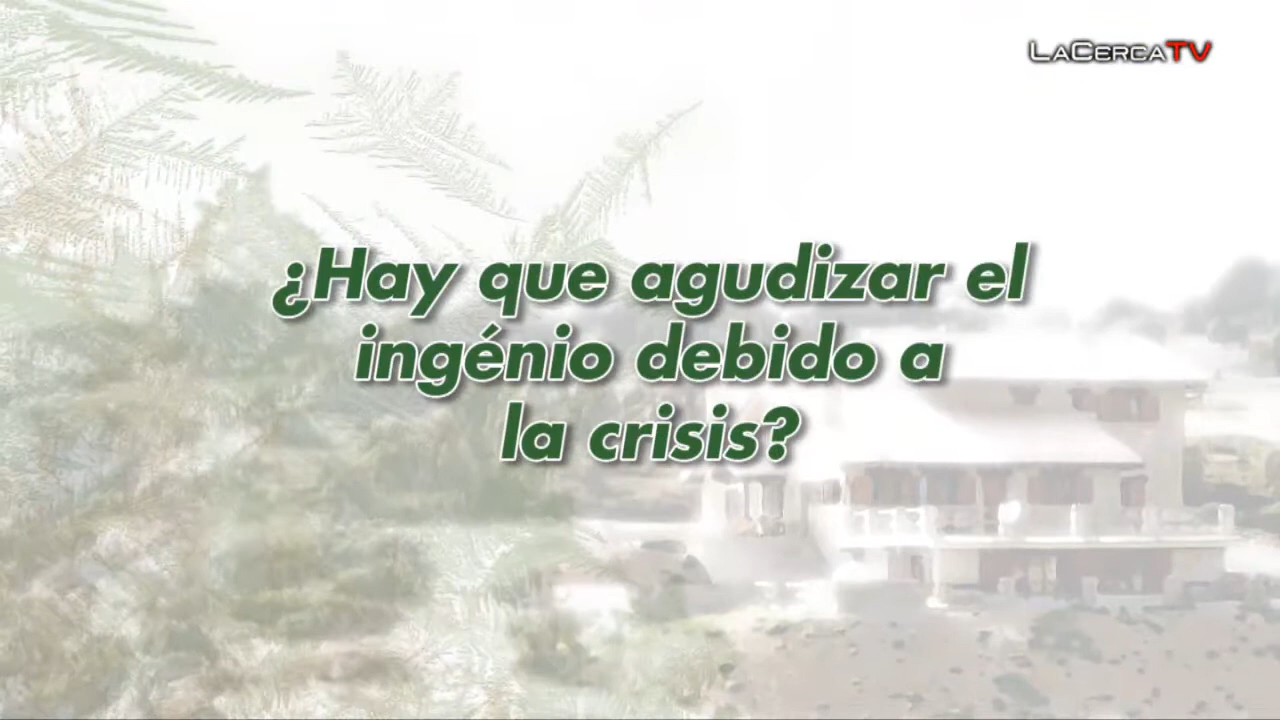 LaCercaTV
¿Hay que agudizar el
ingénio debido a
la crisis?